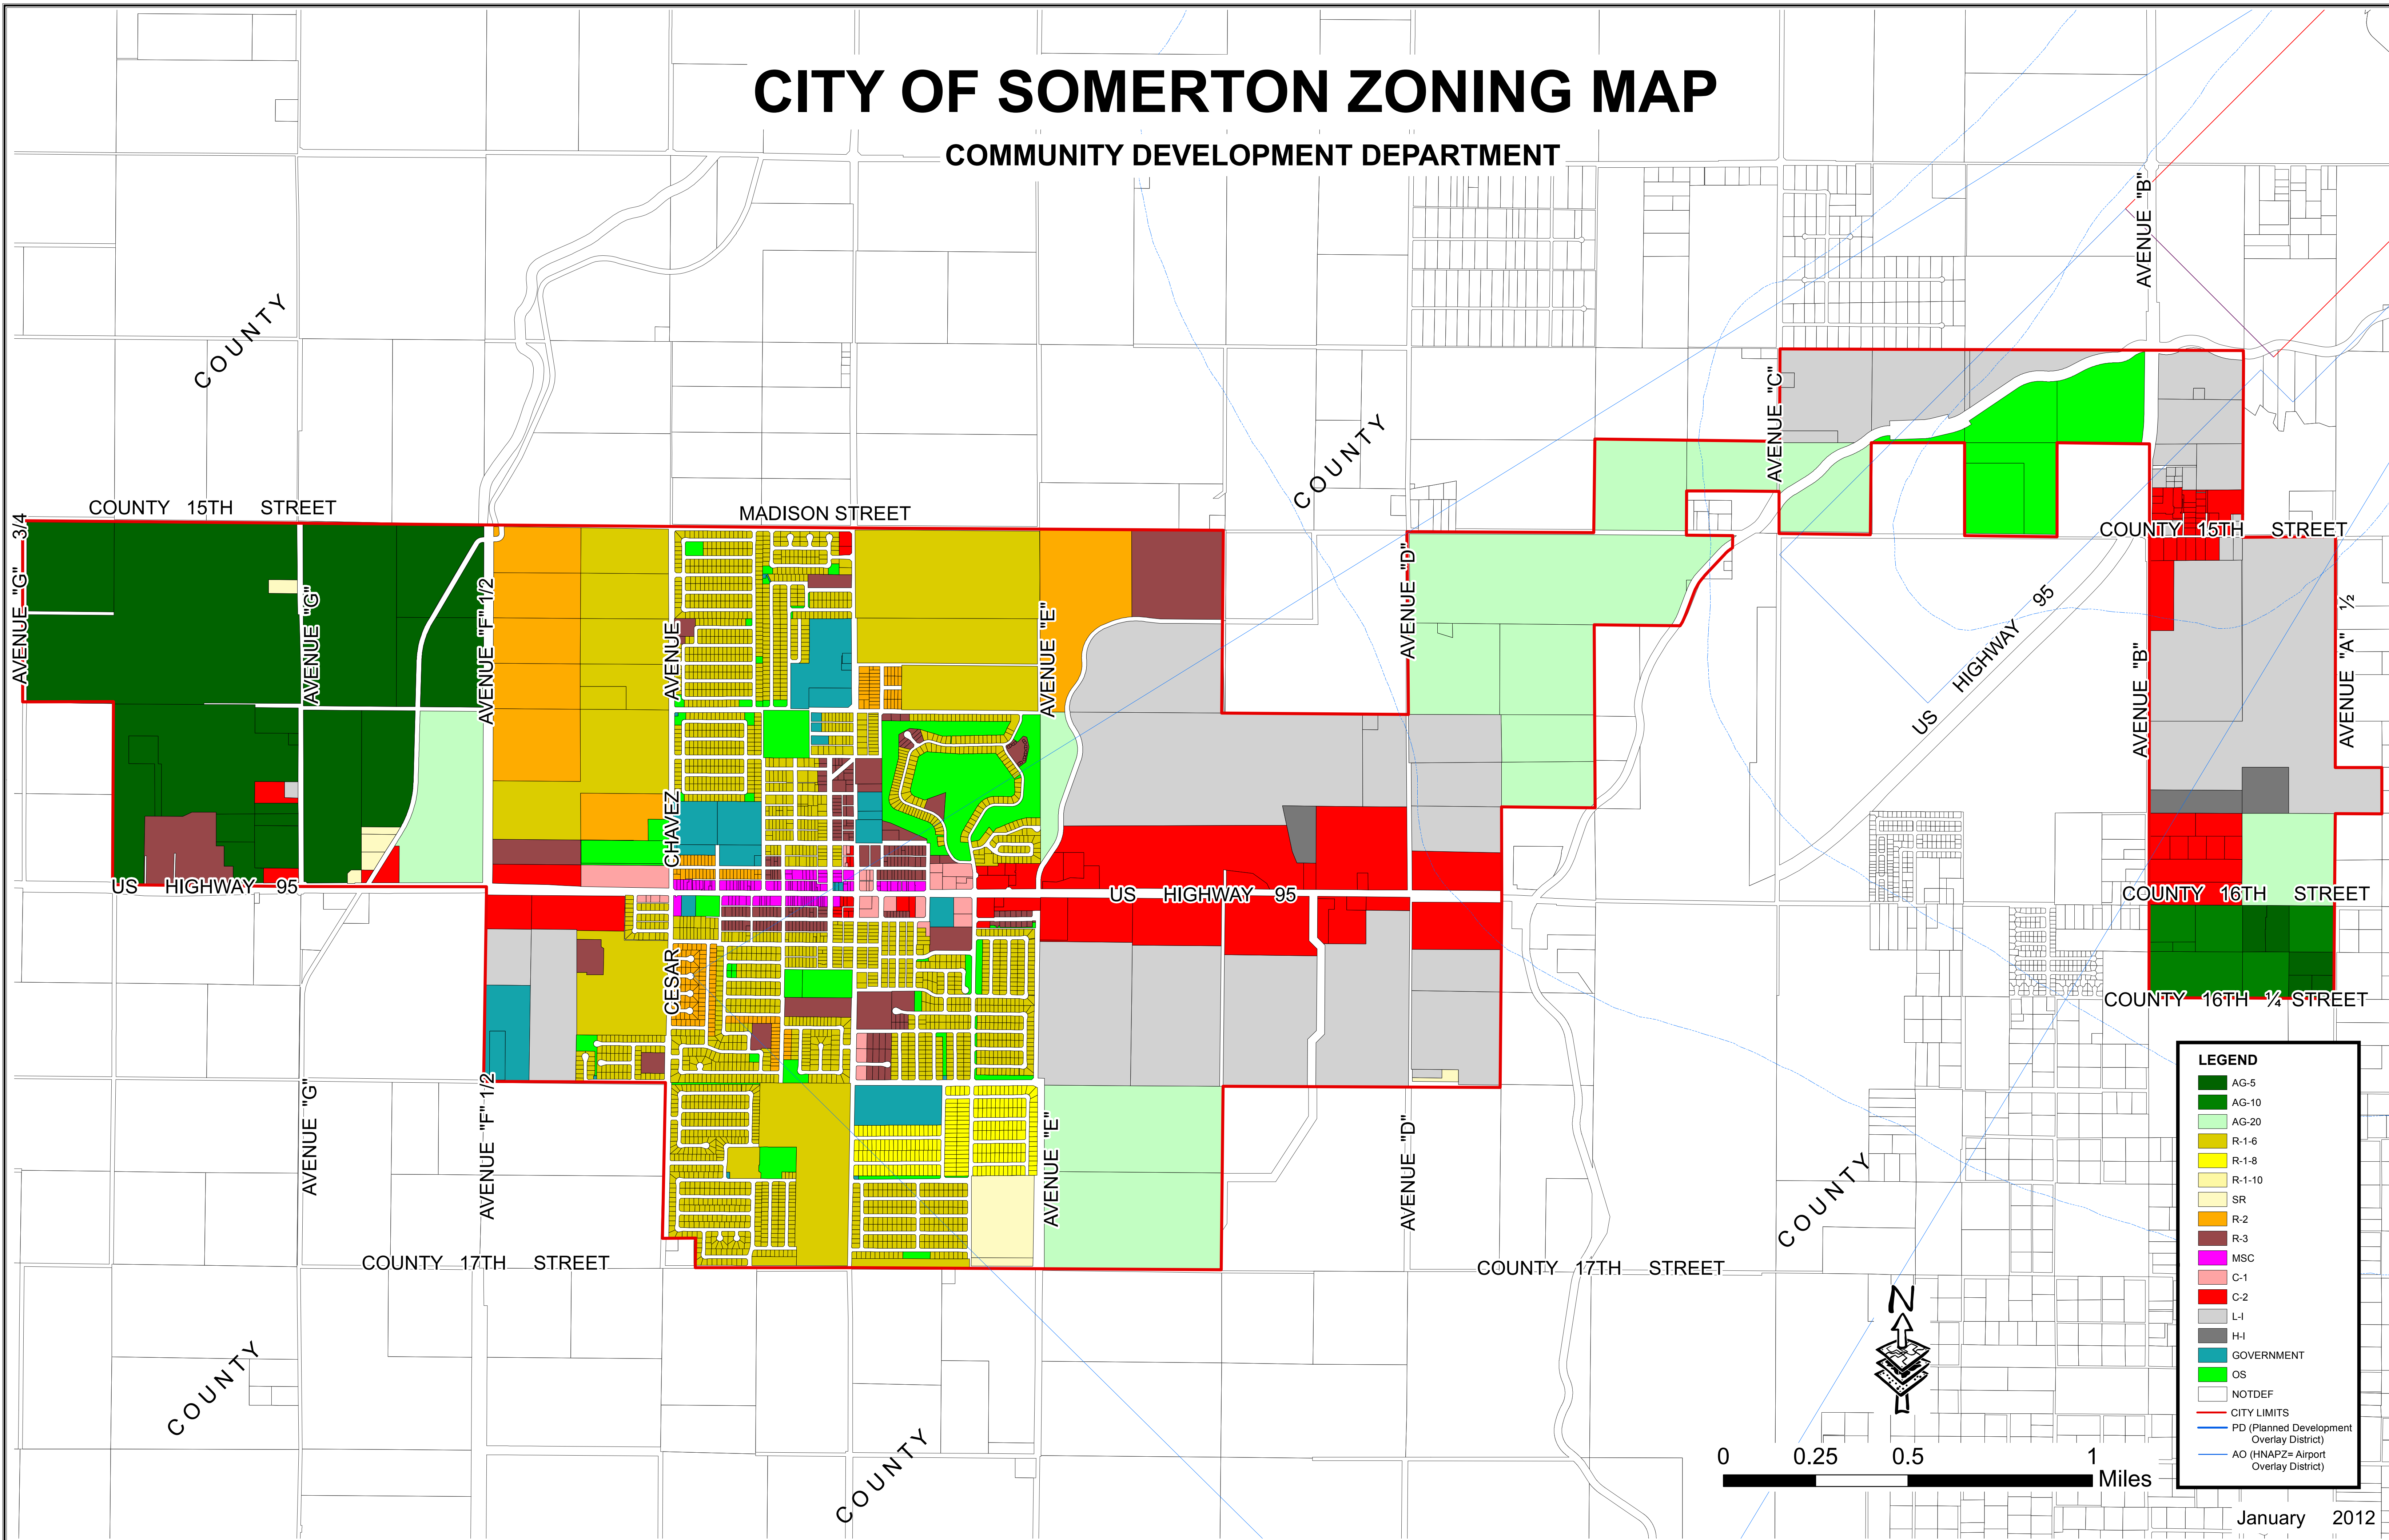 CITY OF SOMERTON ZONING MAP
COMMUNITY DEVELOPMENT DEPARTMENT
AVENUE "B"
COUNTY
AVENUE "C"
COUNTY
COUNTY 15TH STREET
MADISON STREET
COUNTY 15TH STREET
AVENUE "G" 3/4
AVENUE "G"
AVENUE "F" 1/2
CESAR CHAVEZ AVENUE
AVENUE "E"
AVENUE "D"
US HIGHWAY 95
AVENUE "B"
AVENUE "A" ½
US HIGHWAY 95
US HIGHWAY 95
COUNTY 16TH STREET
COUNTY 16TH ¼ STREET
AVENUE "G"
AVENUE "F" 1/2
AVENUE "E"
AVENUE "D"
COUNTY
COUNTY 17TH STREET
COUNTY 17TH STREET
COUNTY
COUNTY
LEGEND
AG-5
AG-10
AG-20
R-1-6
R-1-8
R-1-10
SR
R-2
R-3
MSC
C-1
C-2
L-I
H-I
GOVERNMENT
OS
NOTDEF
CITY LIMITS
PD (Planned Development
Overlay District)
AO (HNAPZ= Airport
Overlay District)
N
0 0.25 0.5 1
Miles
January 2012